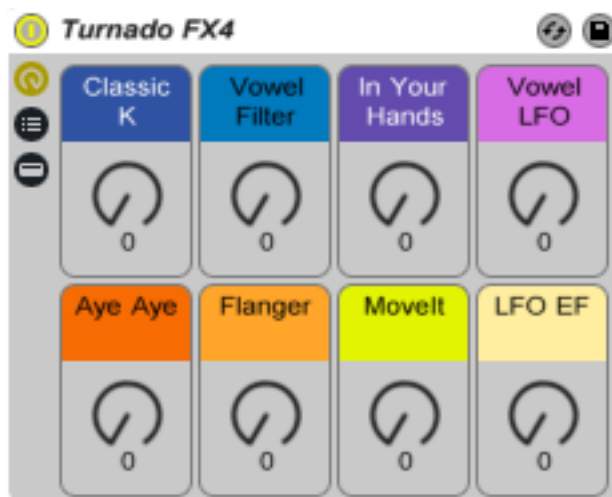 Turnado FX4
Classic K
Vowel Filter
In Your Hands
Vowel LFO
0
0
0
0
Aye Aye
Flanger
MoveIt
LFO EF
0
0
0
0